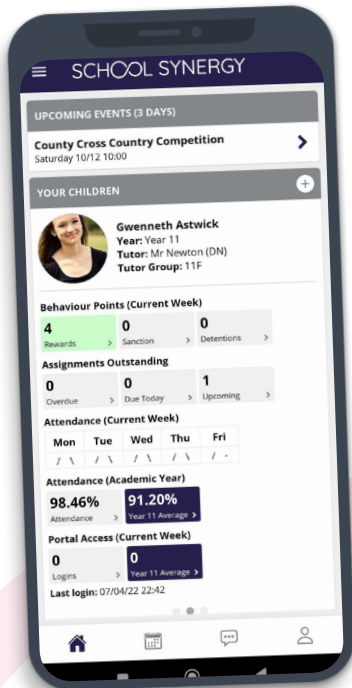 SCHOOL SYNERGY
UPCOMING EVENTS (3 DAYS)
County Cross Country Competition
Saturday 10/12 10:00
YOUR CHILDREN
Gwenneth Astwick
Year: Year 11
Tutor: Mr Newton (DN)
Tutor Group: 11F
Behaviour Points (Current Week)
4 0 0
Rewards Sanction Detentions
Assignments Outstanding
0 0 1
Overdue Due Today Upcoming
Attendance (Current Week)
Mon Tue Wed Thu Fri
/ \ / \ / \ / \ / -
Attendance (Academic Year)
98.46% 91.20%
Attendance Year 11 Average
Portal Access (Current Week)
0 0
Logins Year 11 Average
Last login: 07/04/22 22:42